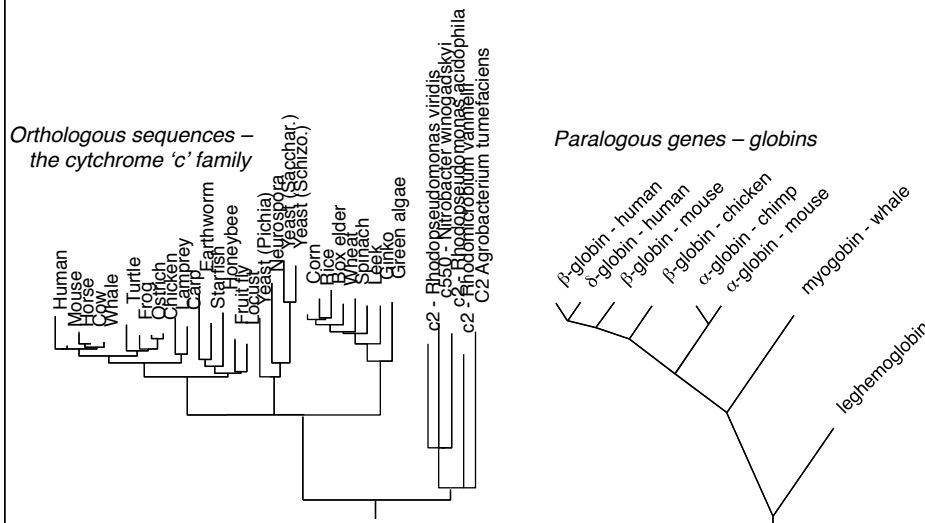 Orthologous sequences –
the cytchrome ‘c’ family
Human
Mouse
Horse
Cow
Whale
Turtle
Frog
Ostrich
Chicken
Lamprey
Carp
Earthworm
Starfish
Honeybee
Fruit fly
Locust
Yeast (Pichia)
Neurospora
Yeast (Sacchar.)
Yeast (Schizo.)
Corn
Rice
Box elder
Wheat
Spinach
Leek
Ginko
Green algae
c2 - Rhodopseudomonas viridis
c550 - Nitrobacter winogadskyi
c2 - Rhodopseudomonas acidophila
c2 - Rhodomicrobium vannielii
C2 Agrobacterium tumefaciens
Paralogous genes – globins
β-globin - human
δ-globin - human
β-globin - mouse
β-globin - chicken
α-globin - chimp
α-globin - mouse
myogobin - whale
leghemoglobin